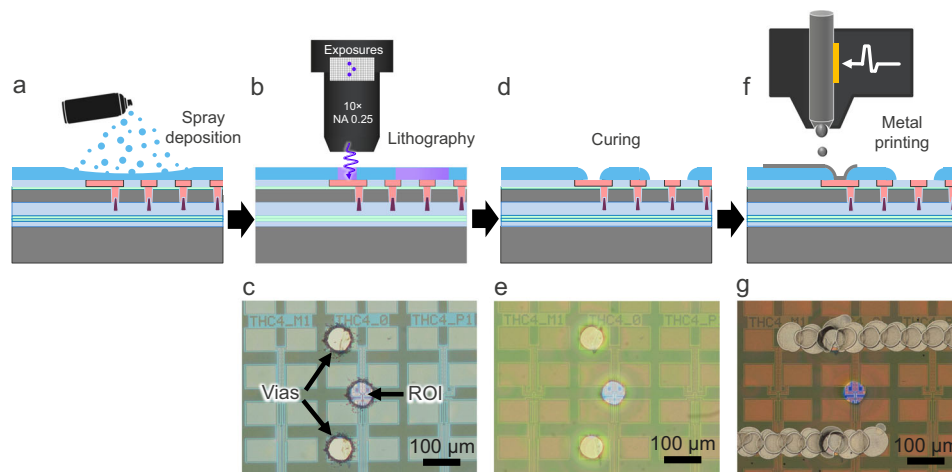 a
Spray
deposition
b
Exposures
10×
NA 0.25
Lithography
d
Curing
f
Metal
printing
c
THC4_M1
THC4_0
THC4_P1
Vias
ROI
100 µm
e
THC4_M1
THC4_0
THC4_P
100 µm
g
100 µm